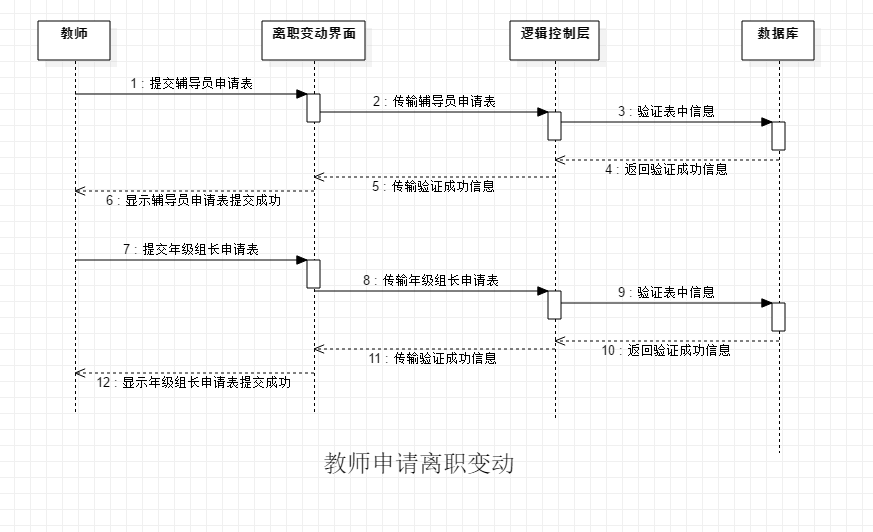 教师
离职变动界面
逻辑控制层
数据库
1 : 提交辅导员申请表
2 : 传输辅导员申请表
3 : 验证表中信息
4 : 返回验证成功信息
5 : 传输验证成功信息
6 : 显示辅导员申请表提交成功
7 : 提交年级组长申请表
8 : 传输年级组长申请表
9 : 验证表中信息
10 : 返回验证成功信息
11 : 传输验证成功信息
12 : 显示年级组长申请表提交成功
教师申请离职变动